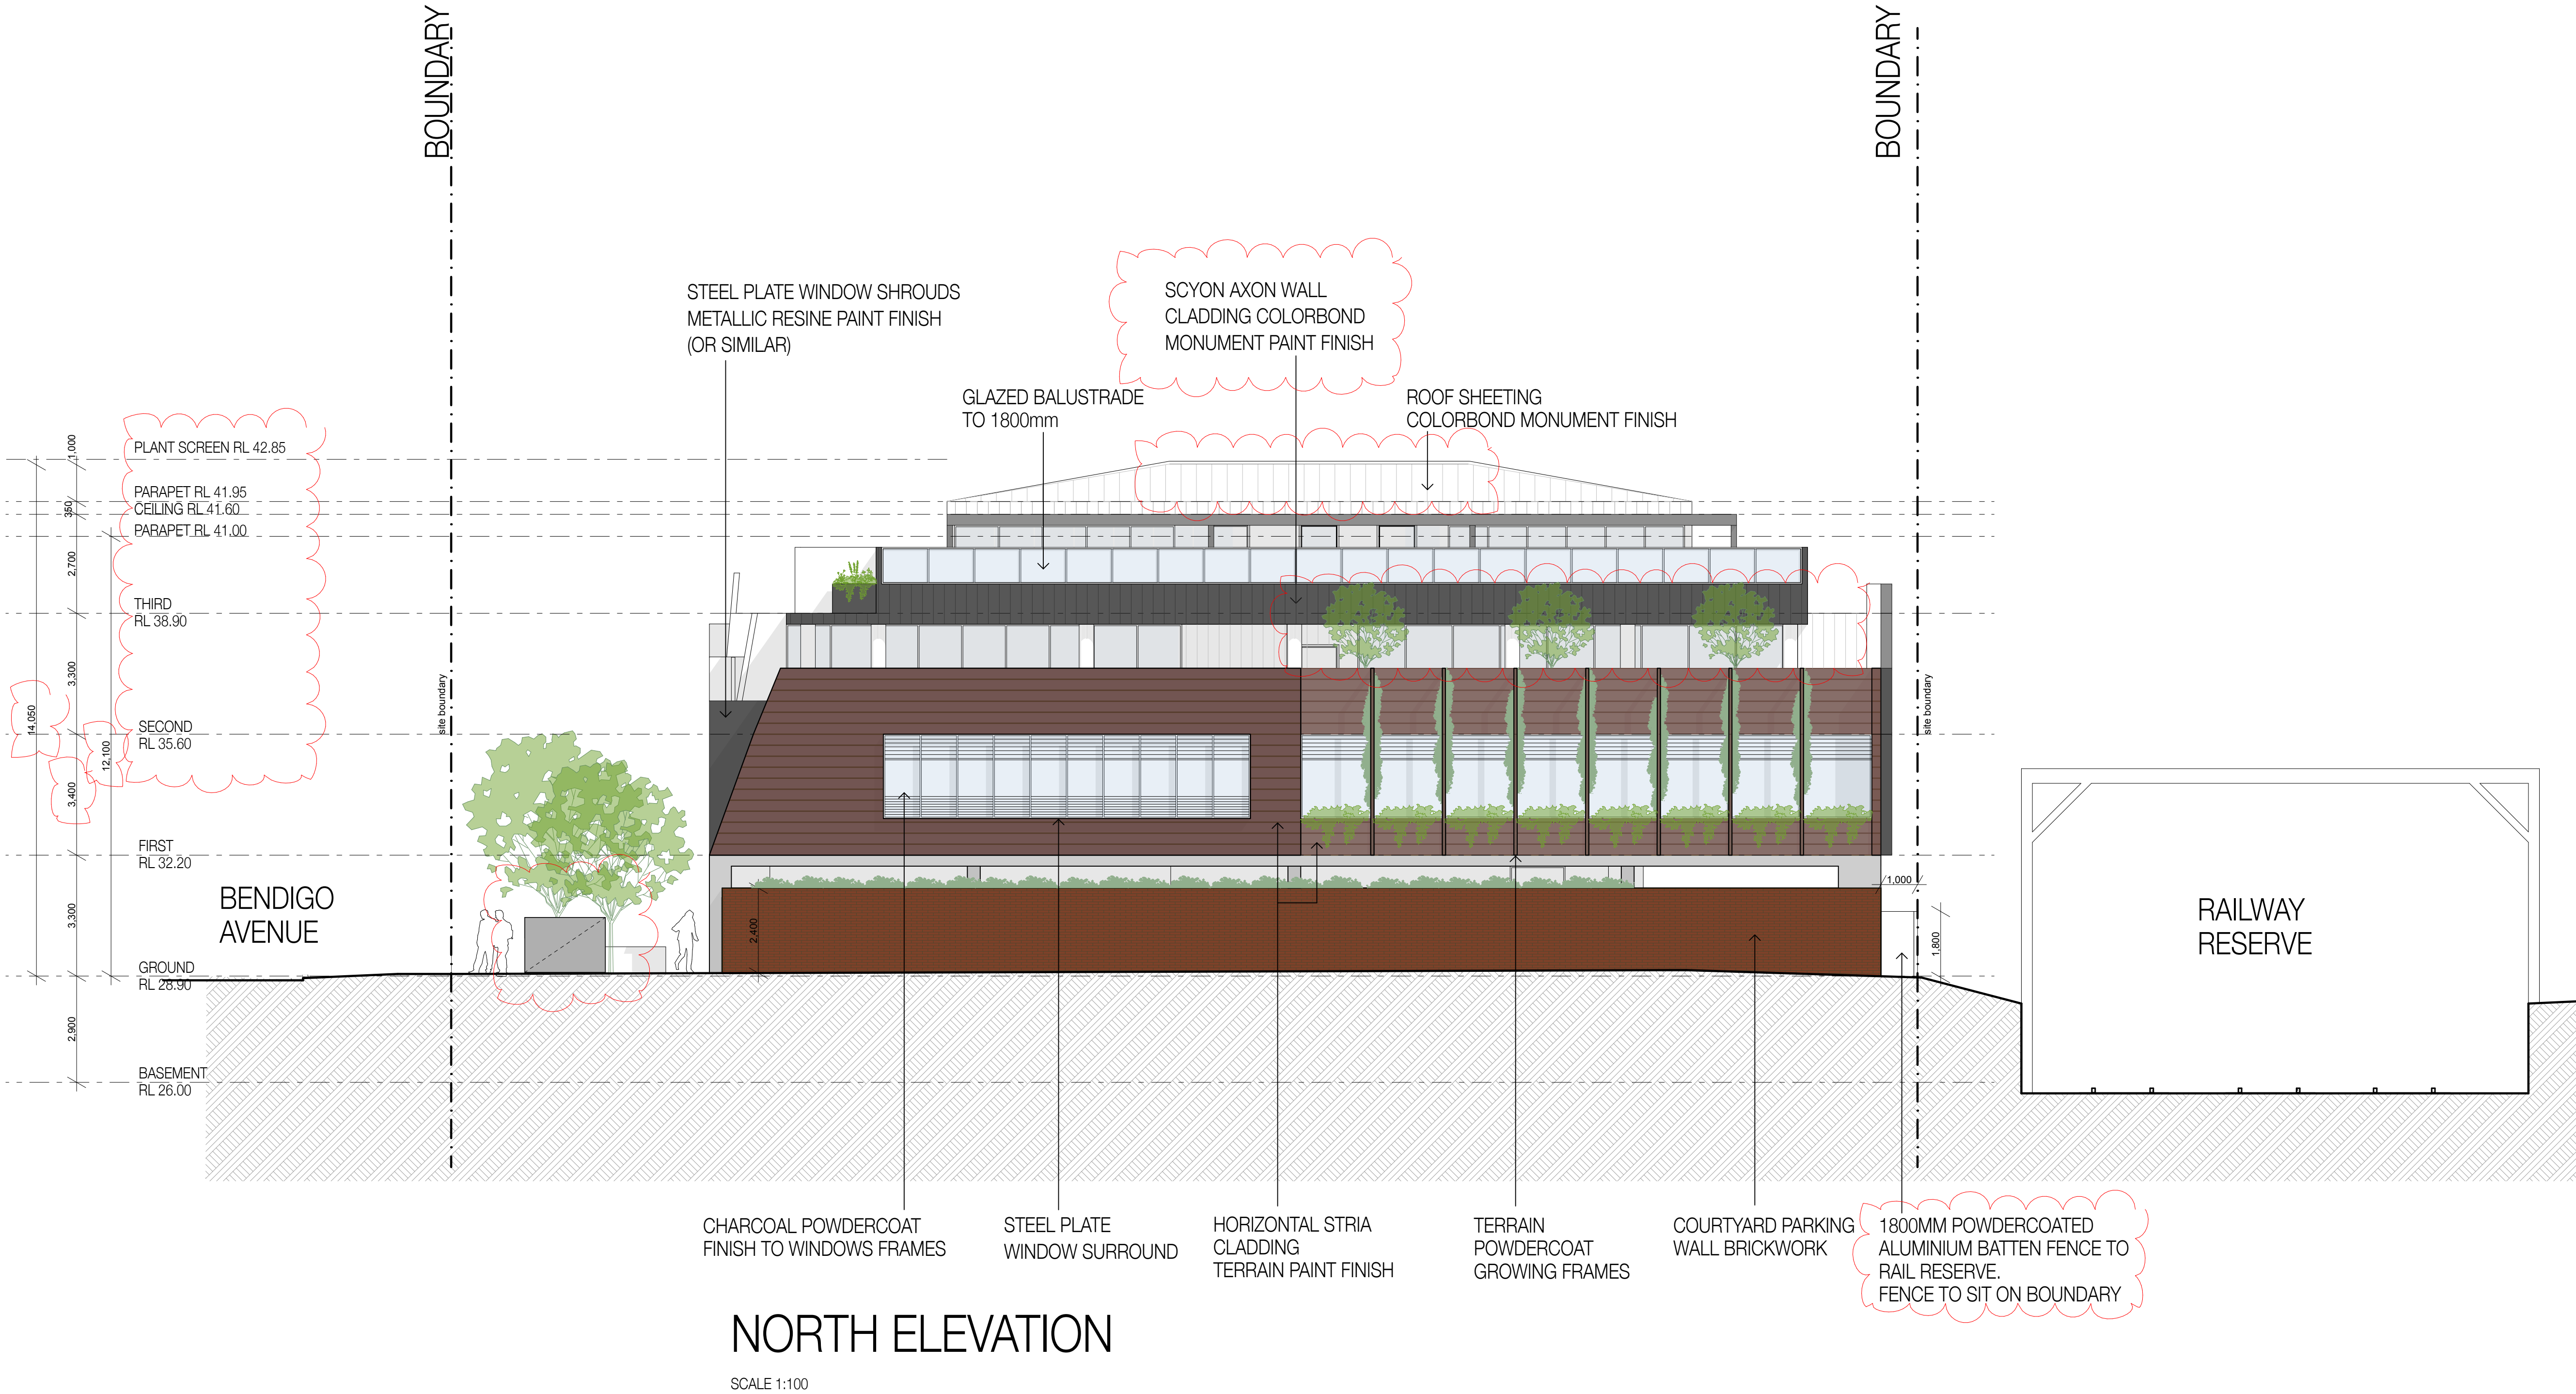 BOUNDARY
BOUNDARY
STEEL PLATE WINDOW SHROUDS
METALLIC RESINE PAINT FINISH
(OR SIMILAR)
SCYON AXON WALL
CLADDING COLORBOND
MONUMENT PAINT FINISH
GLAZED BALUSTRADE
TO 1800mm
ROOF SHEETING
COLORBOND MONUMENT FINISH
1,000
PLANT SCREEN RL 42.85
PARAPET RL 41.95
350
CEILING RL 41.60
PARAPET RL 41.00
2,700
THIRD
RL 38.90
3,300
site boundary
site boundary
14.050
12,100
SECOND
RL 35.60
3,400
FIRST
RL 32.20
1,000
BENDIGO
AVENUE
3,300
2,400
1,800
RAILWAY
RESERVE
GROUND
RL 28.90
2,900
BASEMENT
RL 26.00
CHARCOAL POWDERCOAT
FINISH TO WINDOWS FRAMES
STEEL PLATE
WINDOW SURROUND
HORIZONTAL STRIA
CLADDING
TERRAIN PAINT FINISH
TERRAIN
POWDERCOAT
GROWING FRAMES
COURTYARD PARKING
WALL BRICKWORK
1800MM POWDERCOATED
ALUMINIUM BATTEN FENCE TO
RAIL RESERVE.
FENCE TO SIT ON BOUNDARY
NORTH ELEVATION
SCALE 1:100